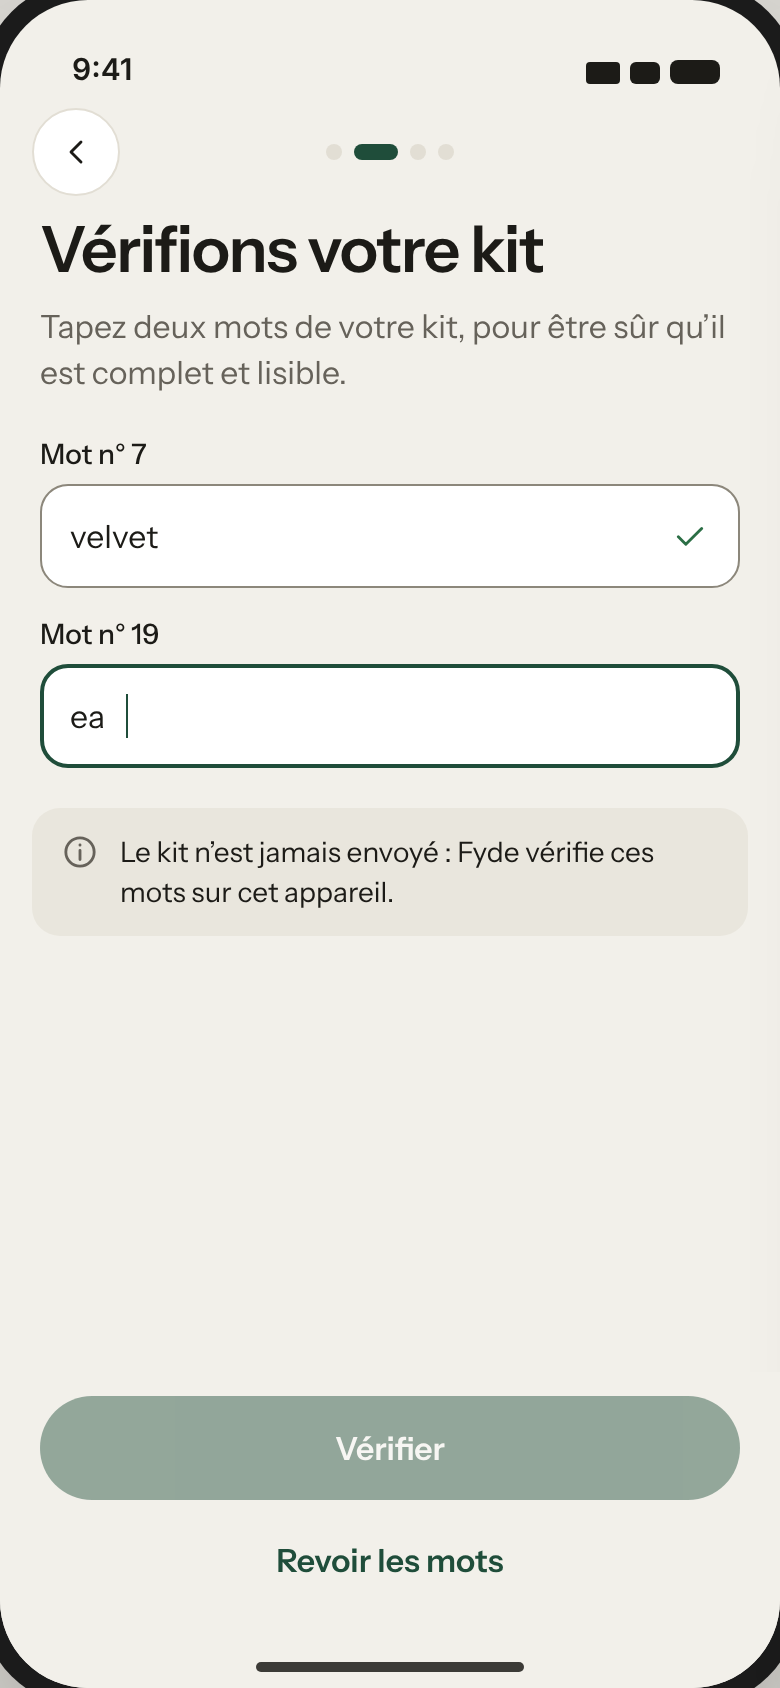 9:41
Vérifions votre kit
Tapez deux mots de votre kit, pour être sûr qu’il
est complet et lisible.
Mot n° 7
velvet
Mot n° 19
ea
Le kit n’est jamais envoyé : Fyde vérifie ces
mots sur cet appareil.
Vérifier
Revoir les mots